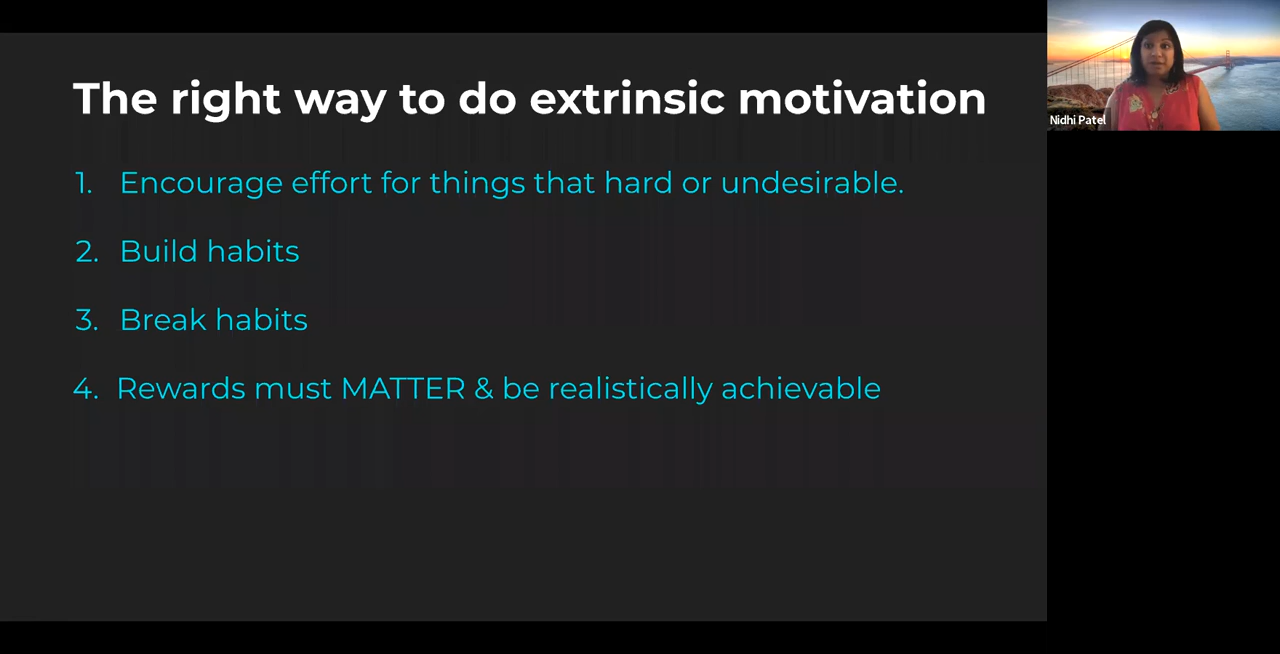 The right way to do extrinsic motivation
1. Encourage effort for things that hard or undesirable.
2. Build habits
3. Break habits
4. Rewards must MATTER & be realistically achievable
Nidhi Patel